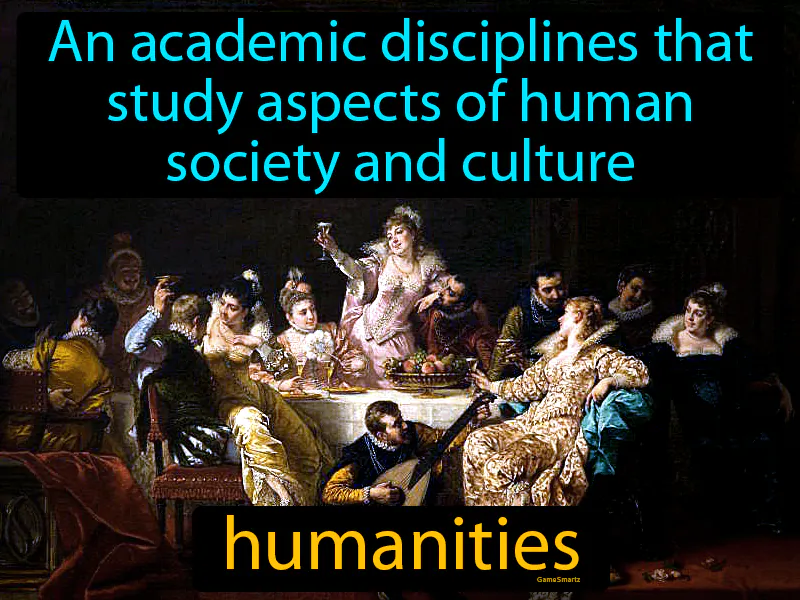 An academic disciplines that
study aspects of human
society and culture
humanities
GameSmartz